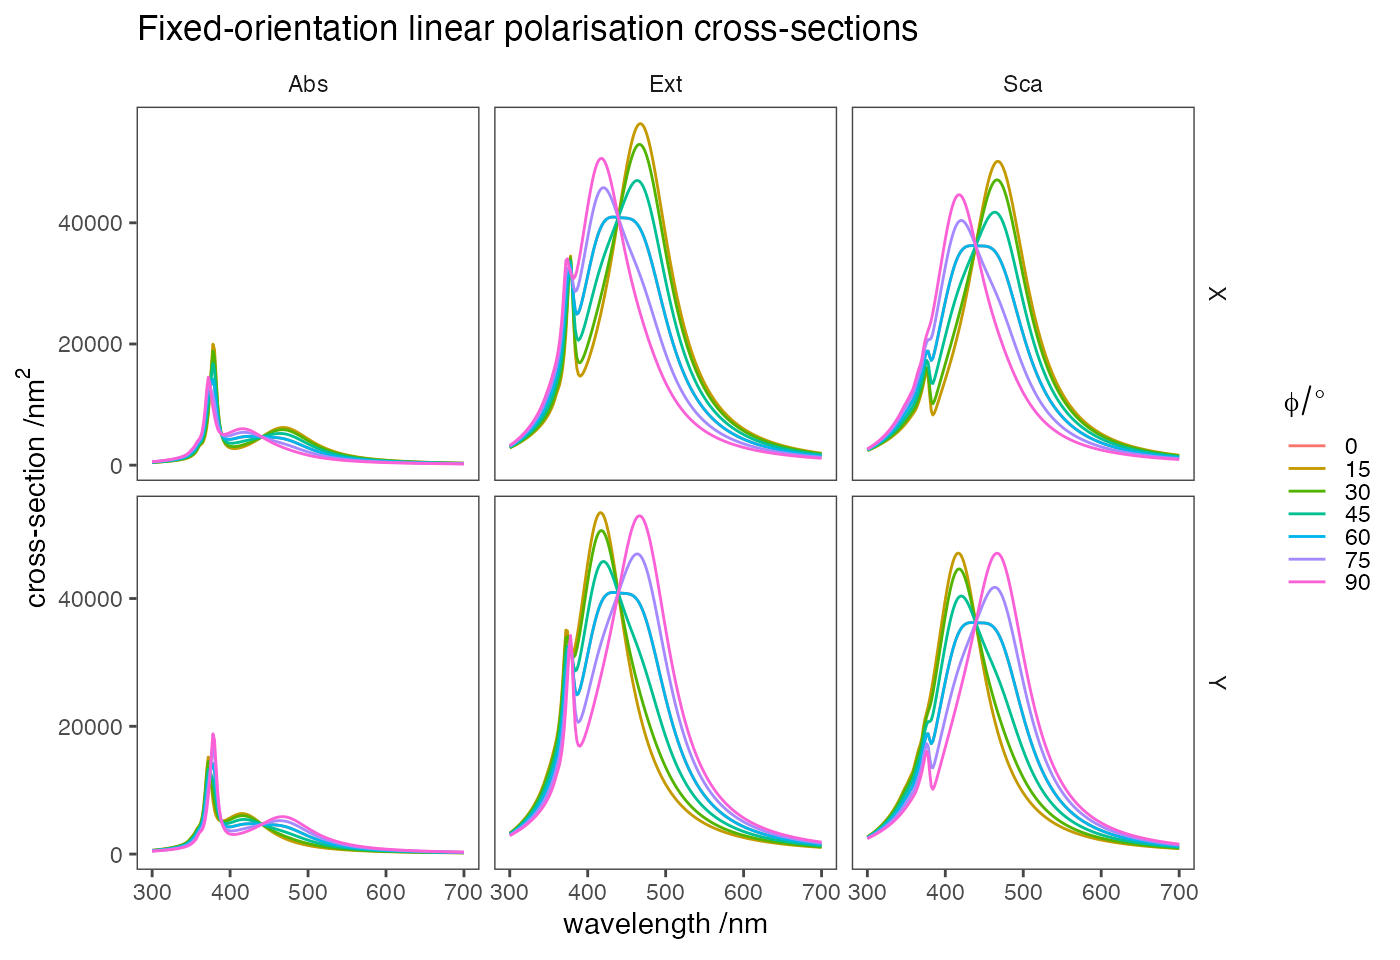 Fixed-orientation linear polarisation cross-sections
Abs Ext Sca
40000
20000
0
X
40000
20000
0
Y
cross-section /nm²
300 400 500 600 700 300 400 500 600 700 300 400 500 600 700
wavelength /nm
ϕ/°
0
15
30
45
60
75
90